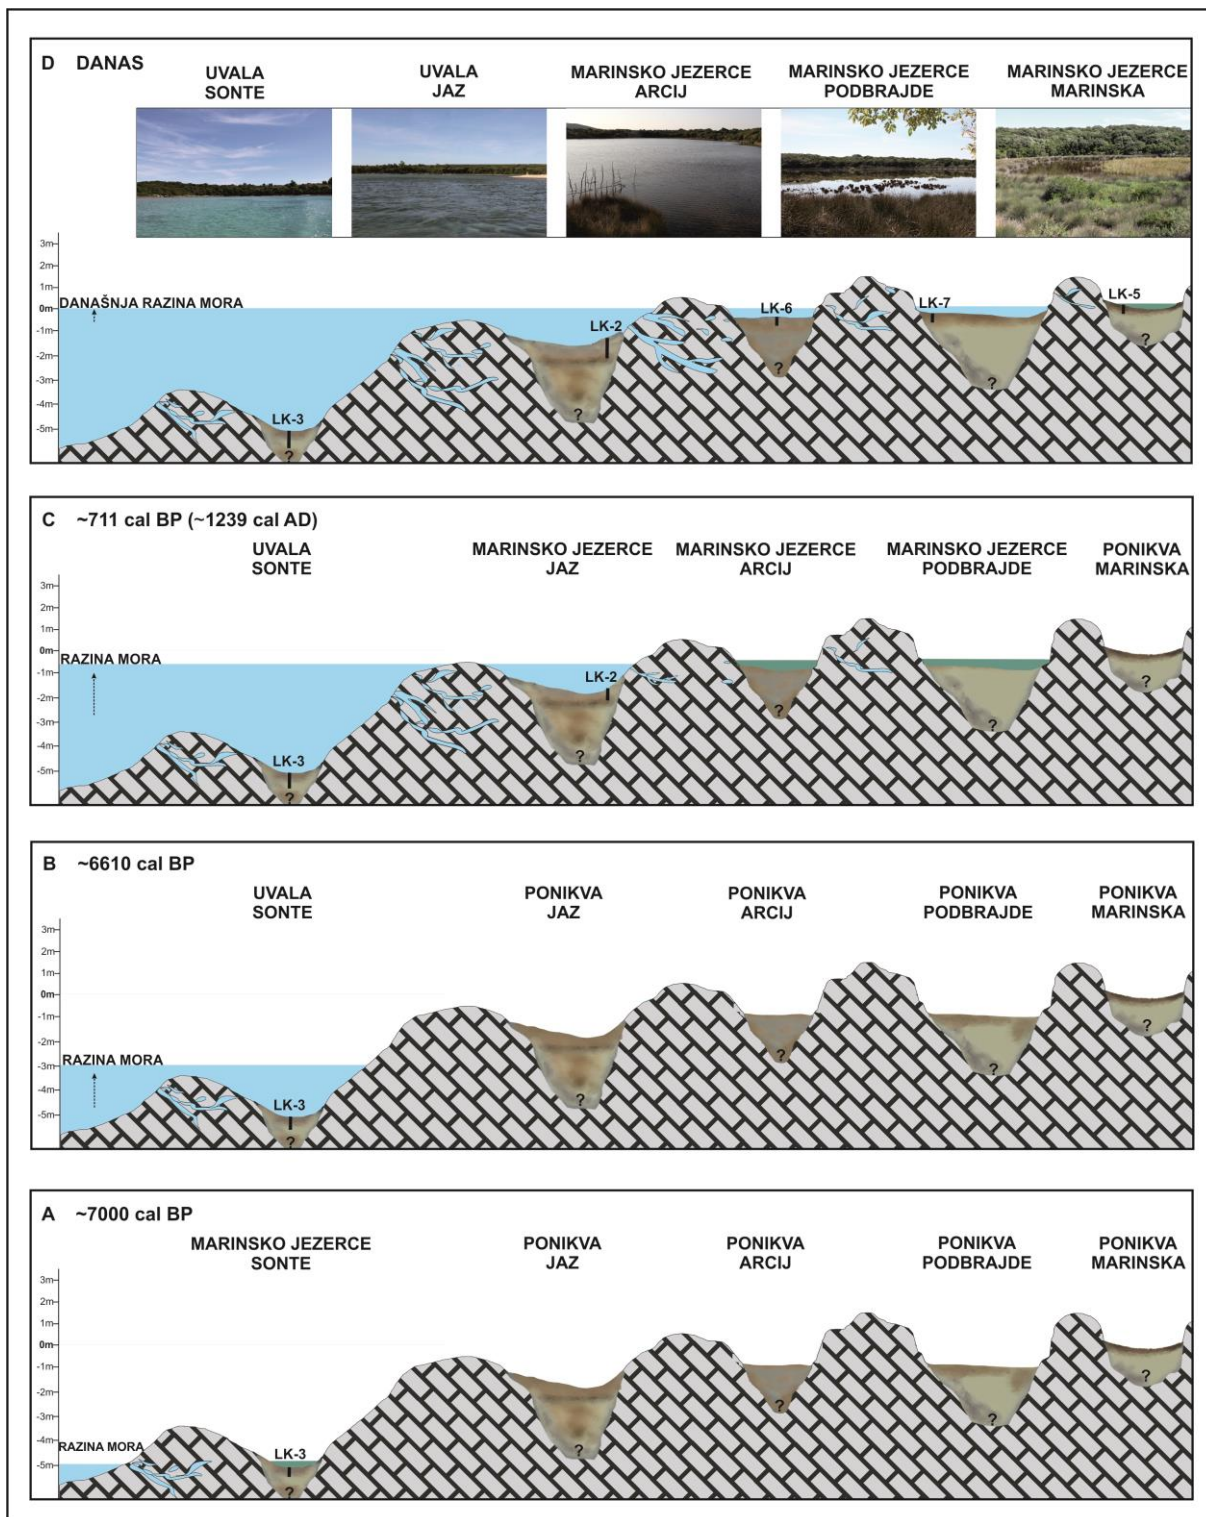 D DANAS
UVALA
SONTE
UVALA
JAZ
MARINSKO JEZERCE
ARCIJ
MARINSKO JEZERCE
PODBRAJDE
MARINSKO JEZERCE
MARINSKA
3m
2m
1m
0m
-1m
-2m
-3m
-4m
-5m
DANAŠNJA RAZINA MORA
LK-3
?
LK-2
?
LK-6
?
LK-7
?
LK-5
?
C ~711 cal BP (~1239 cal AD)
UVALA
SONTE
MARINSKO JEZERCE
JAZ
MARINSKO JEZERCE
ARCIJ
MARINSKO JEZERCE
PODBRAJDE
PONIKVA
MARINSKA
3m
2m
1m
0m
-1m
-2m
-3m
-4m
-5m
RAZINA MORA
LK-3
?
LK-2
?
?
?
?
B ~6610 cal BP
UVALA
SONTE
PONIKVA
JAZ
PONIKVA
ARCIJ
PONIKVA
PODBRAJDE
PONIKVA
MARINSKA
3m
2m
1m
0m
-1m
-2m
-3m
-4m
-5m
RAZINA MORA
LK-3
?
?
?
?
?
A ~7000 cal BP
MARINSKO JEZERCE
SONTE
PONIKVA
JAZ
PONIKVA
ARCIJ
PONIKVA
PODBRAJDE
PONIKVA
MARINSKA
3m
2m
1m
0m
-1m
-2m
-3m
-4m
-5m
RAZINA MORA
LK-3
?
?
?
?
?